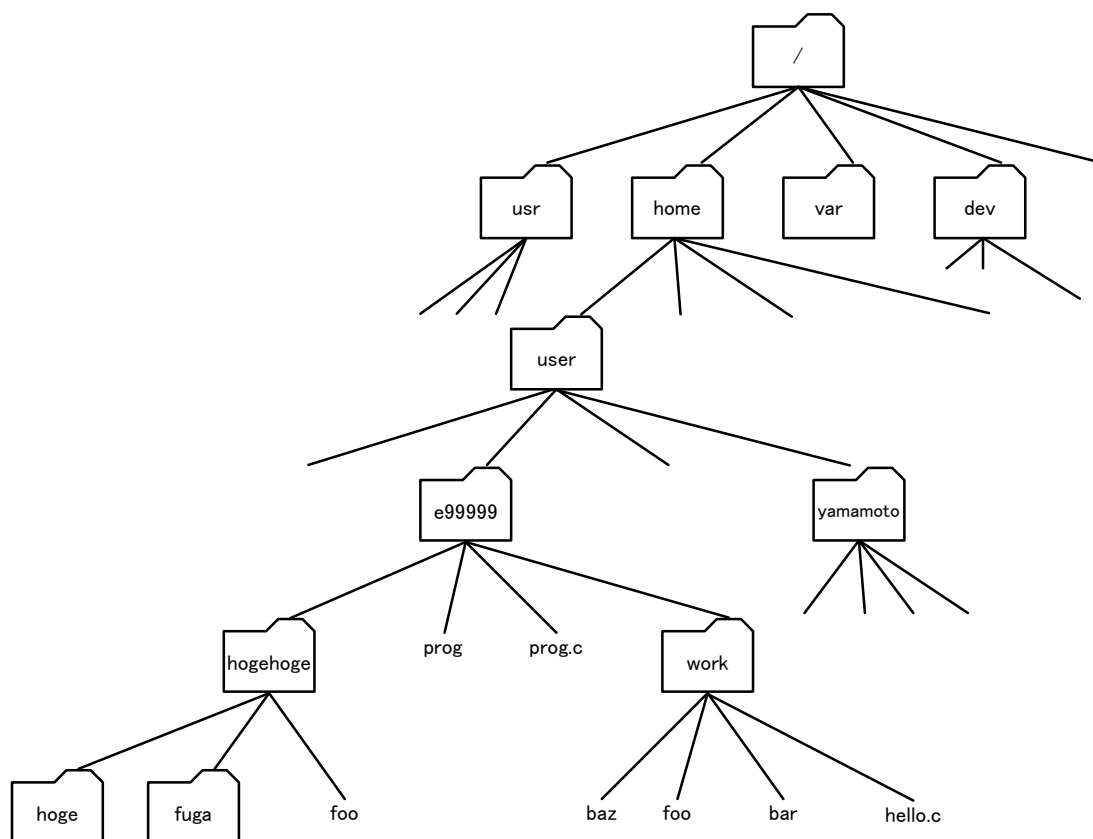 /
usr
home
var
dev
user
e99999
yamamoto
hogehoge
prog
prog.c
work
hoge
fuga
foo
baz
foo
bar
hello.c